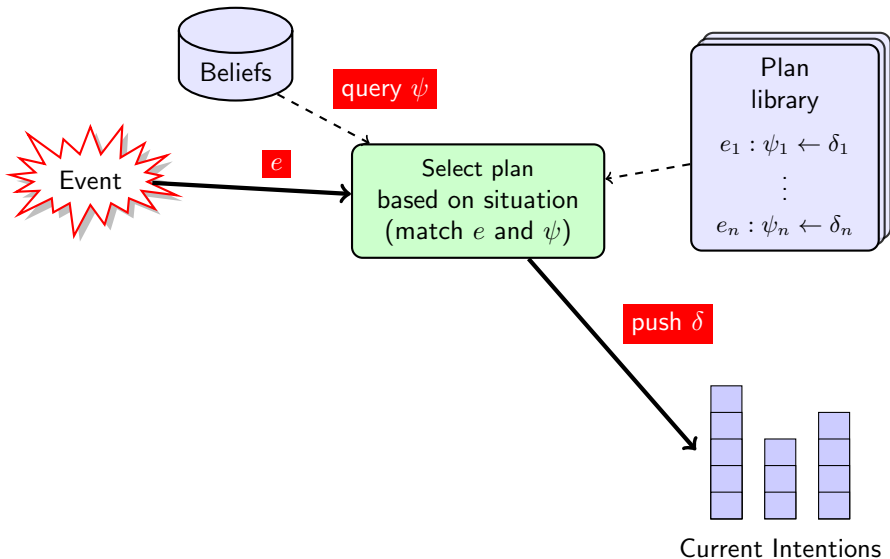 Beliefs
query ψ
Plan
library
e₁ : ψ₁ ← δ₁
⋮
eₙ : ψₙ ← δₙ
Event
e
Select plan
based on situation
(match e and ψ)
push δ
Current Intentions